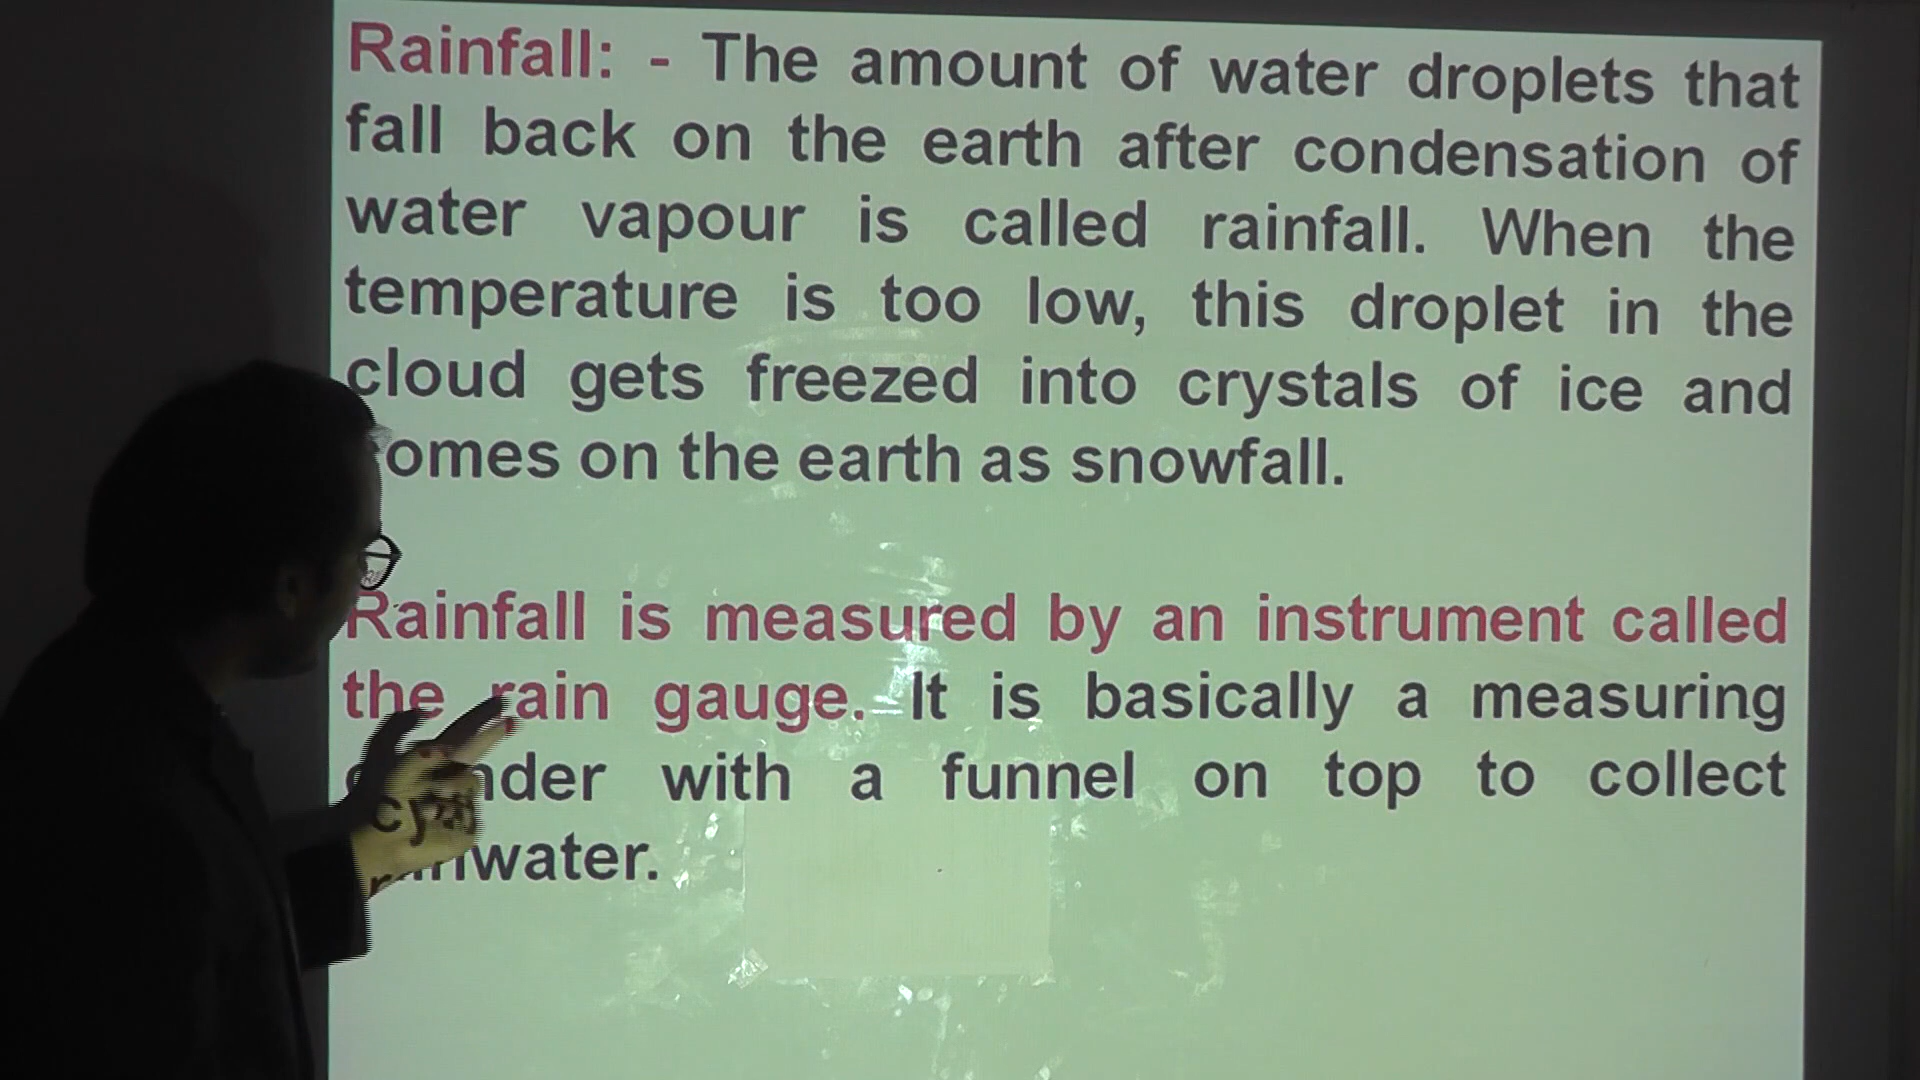 Rainfall: - The amount of water droplets that
fall back on the earth after condensation of
water vapour is called rainfall. When the
temperature is too low, this droplet in the
cloud gets freezed into crystals of ice and
comes on the earth as snowfall.
Rainfall is measured by an instrument called
the rain gauge. It is basically a measuring
cylinder with a funnel on top to collect
rainwater.